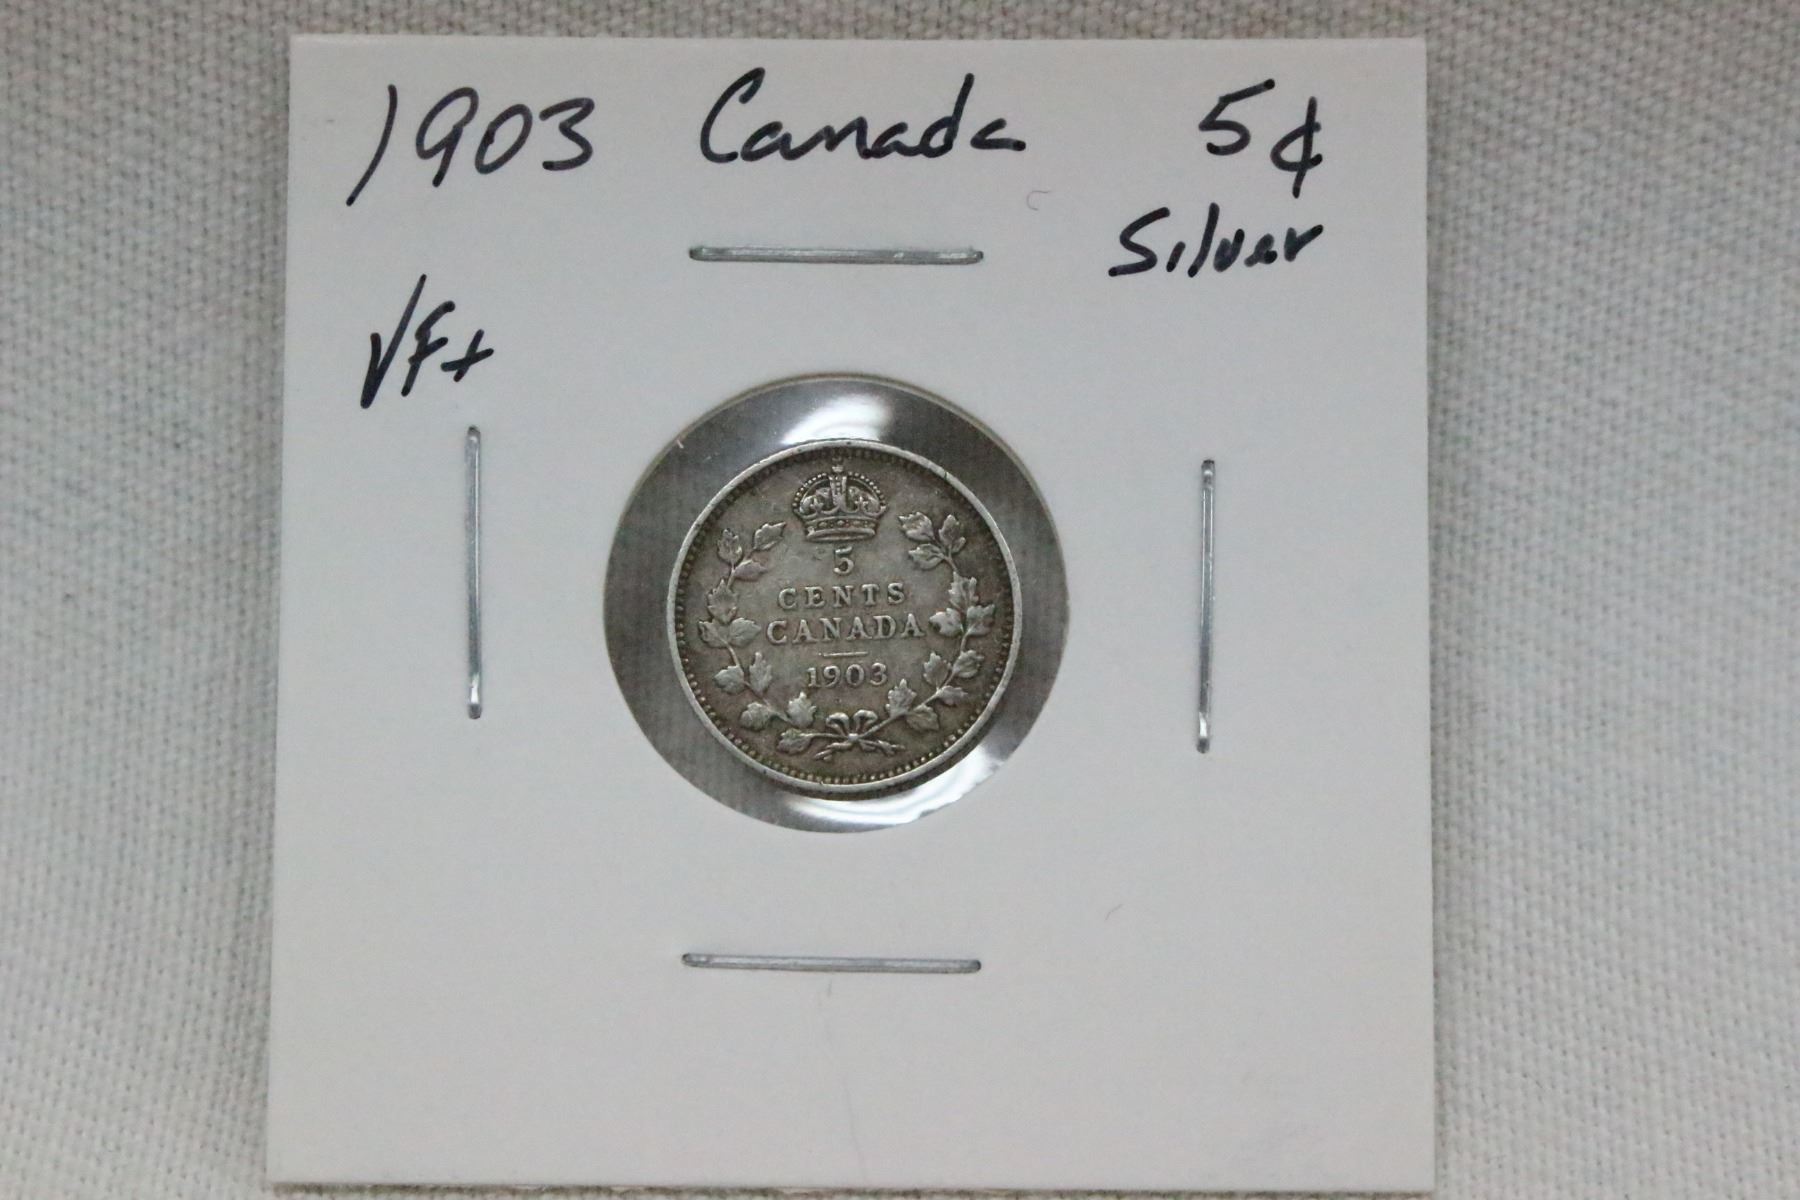 1903 Canada 5¢
Silver
VF+
5
CENTS
CANADA
1903